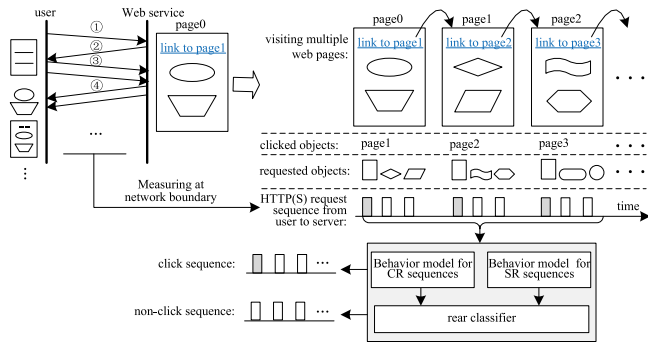 user
Web service
page0
①
②
③
④
link to page1
...
visiting multiple
web pages:
page0
page1
page2
link to page1
link to page2
link to page3
...
clicked objects:
page1
page2
page3
...
requested objects:
...
Measuring at
network boundary
HTTP(S) request
sequence from
user to server:
time
click sequence:
...
non-click sequence:
...
Behavior model for
CR sequences
Behavior model for
SR sequences
rear classifier